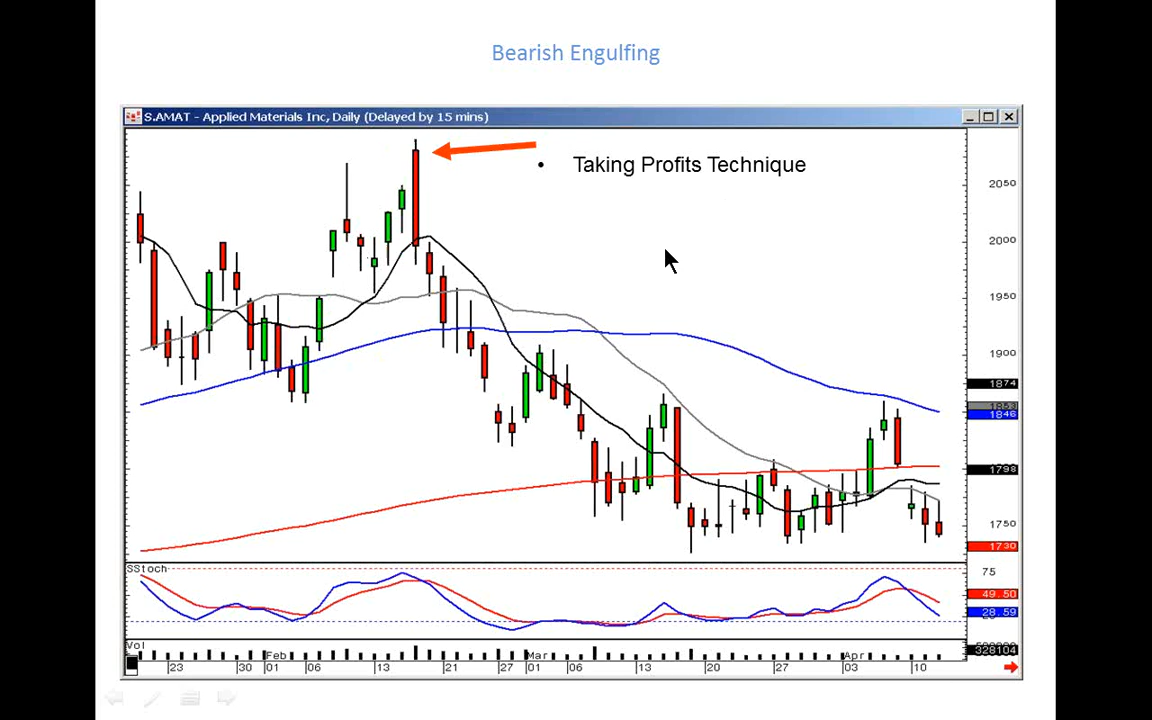 Bearish Engulfing
S.AMAT - Applied Materials Inc, Daily (Delayed by 15 mins)
• Taking Profits Technique
2050
2000
1950
1900
1874
1846
1798
1750
1730
SStoch
75
49.50
28.59
Vol
328104
23 30 Feb 01 06 13 21 27 Mar 01 06 13 20 27 Apr 03 10